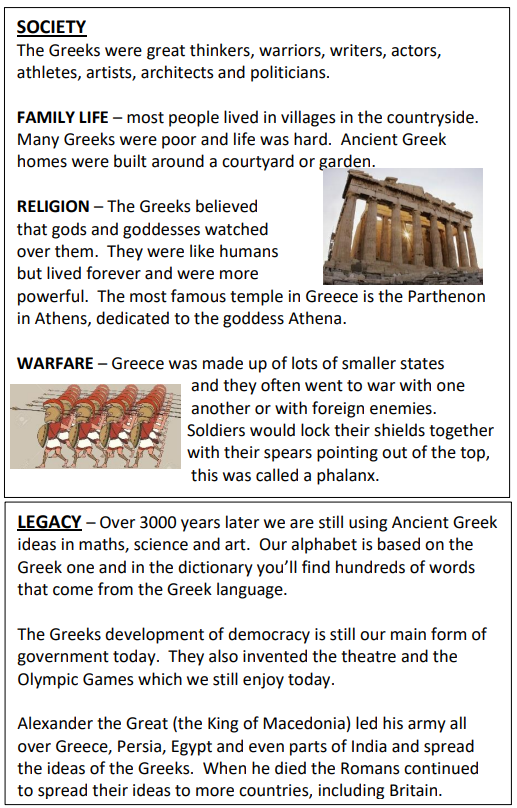 SOCIETY
The Greeks were great thinkers, warriors, writers, actors,
athletes, artists, architects and politicians.
FAMILY LIFE – most people lived in villages in the countryside.
Many Greeks were poor and life was hard.  Ancient Greek
homes were built around a courtyard or garden.
RELIGION – The Greeks believed
that gods and goddesses watched
over them.  They were like humans
but lived forever and were more
powerful.  The most famous temple in Greece is the Parthenon
in Athens, dedicated to the goddess Athena.
WARFARE – Greece was made up of lots of smaller states
and they often went to war with one
another or with foreign enemies.
Soldiers would lock their shields together
with their spears pointing out of the top,
this was called a phalanx.
LEGACY – Over 3000 years later we are still using Ancient Greek
ideas in maths, science and art.  Our alphabet is based on the
Greek one and in the dictionary you’ll find hundreds of words
that come from the Greek language.
The Greeks development of democracy is still our main form of
government today.  They also invented the theatre and the
Olympic Games which we still enjoy today.
Alexander the Great (the King of Macedonia) led his army all
over Greece, Persia, Egypt and even parts of India and spread
the ideas of the Greeks.  When he died the Romans continued
to spread their ideas to more countries, including Britain.